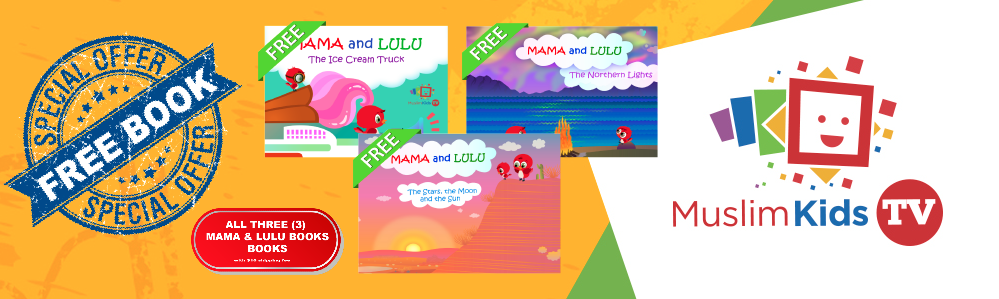 SPECIAL OFFER
FREE BOOK
SPECIAL OFFER
ALL THREE (3)
MAMA & LULU BOOKS
BOOKS
FREE
MAMA and LULU
The Ice Cream Truck
MuslimKids TV
FREE
MAMA and LULU
The Northern Lights
FREE
MAMA and LULU
The Stars, the Moon
and the Sun
MuslimKids TV